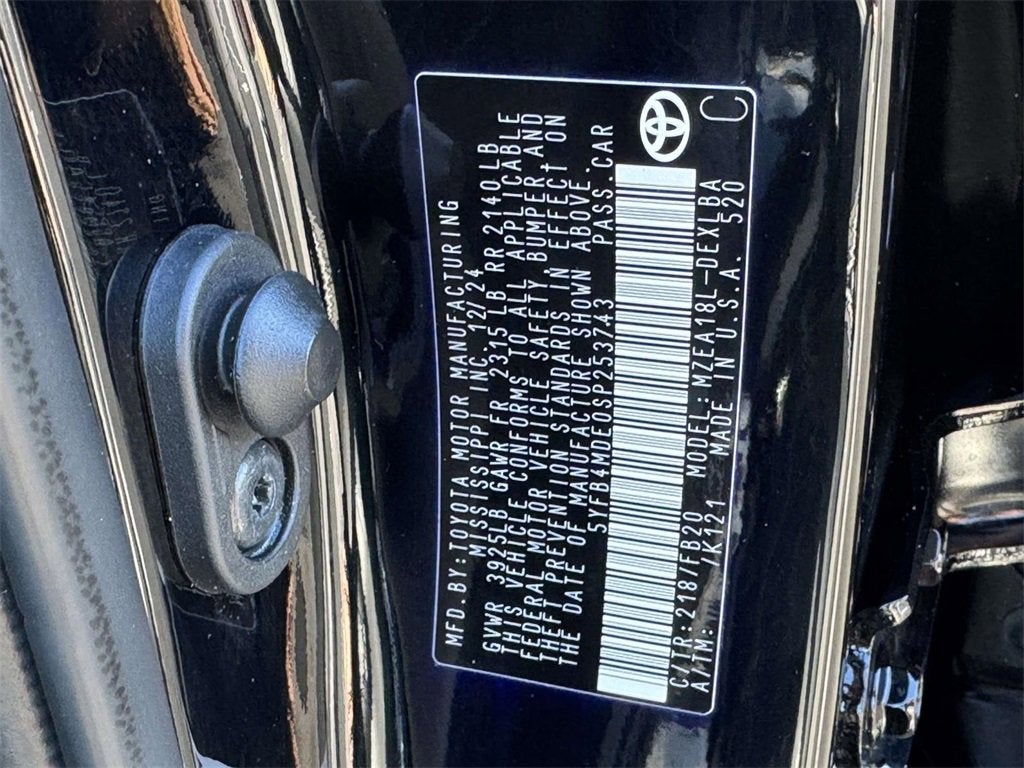 MFD.BY:TOYOTA MOTOR MANUFACTURING
MISSISSIPPI INC. 12/24
GVWR 3925LB GAWR FR 2315 LB RR 2140 LB
THIS VEHICLE CONFORMS TO ALL APPLICABLE
FEDERAL MOTOR VEHICLE SAFETY, BUMPER, AND
THEFT PREVENTION STANDARDS IN EFFECT ON
THE DATE OF MANUFACTURE SHOWN ABOVE.
5YFB4MDE0SP253743 PASS.CAR
C/TR:218?/FB20 MODEL:MZEA18L-DEXLBA
A/TM: /K121 MADE IN U.S.A. 520
C